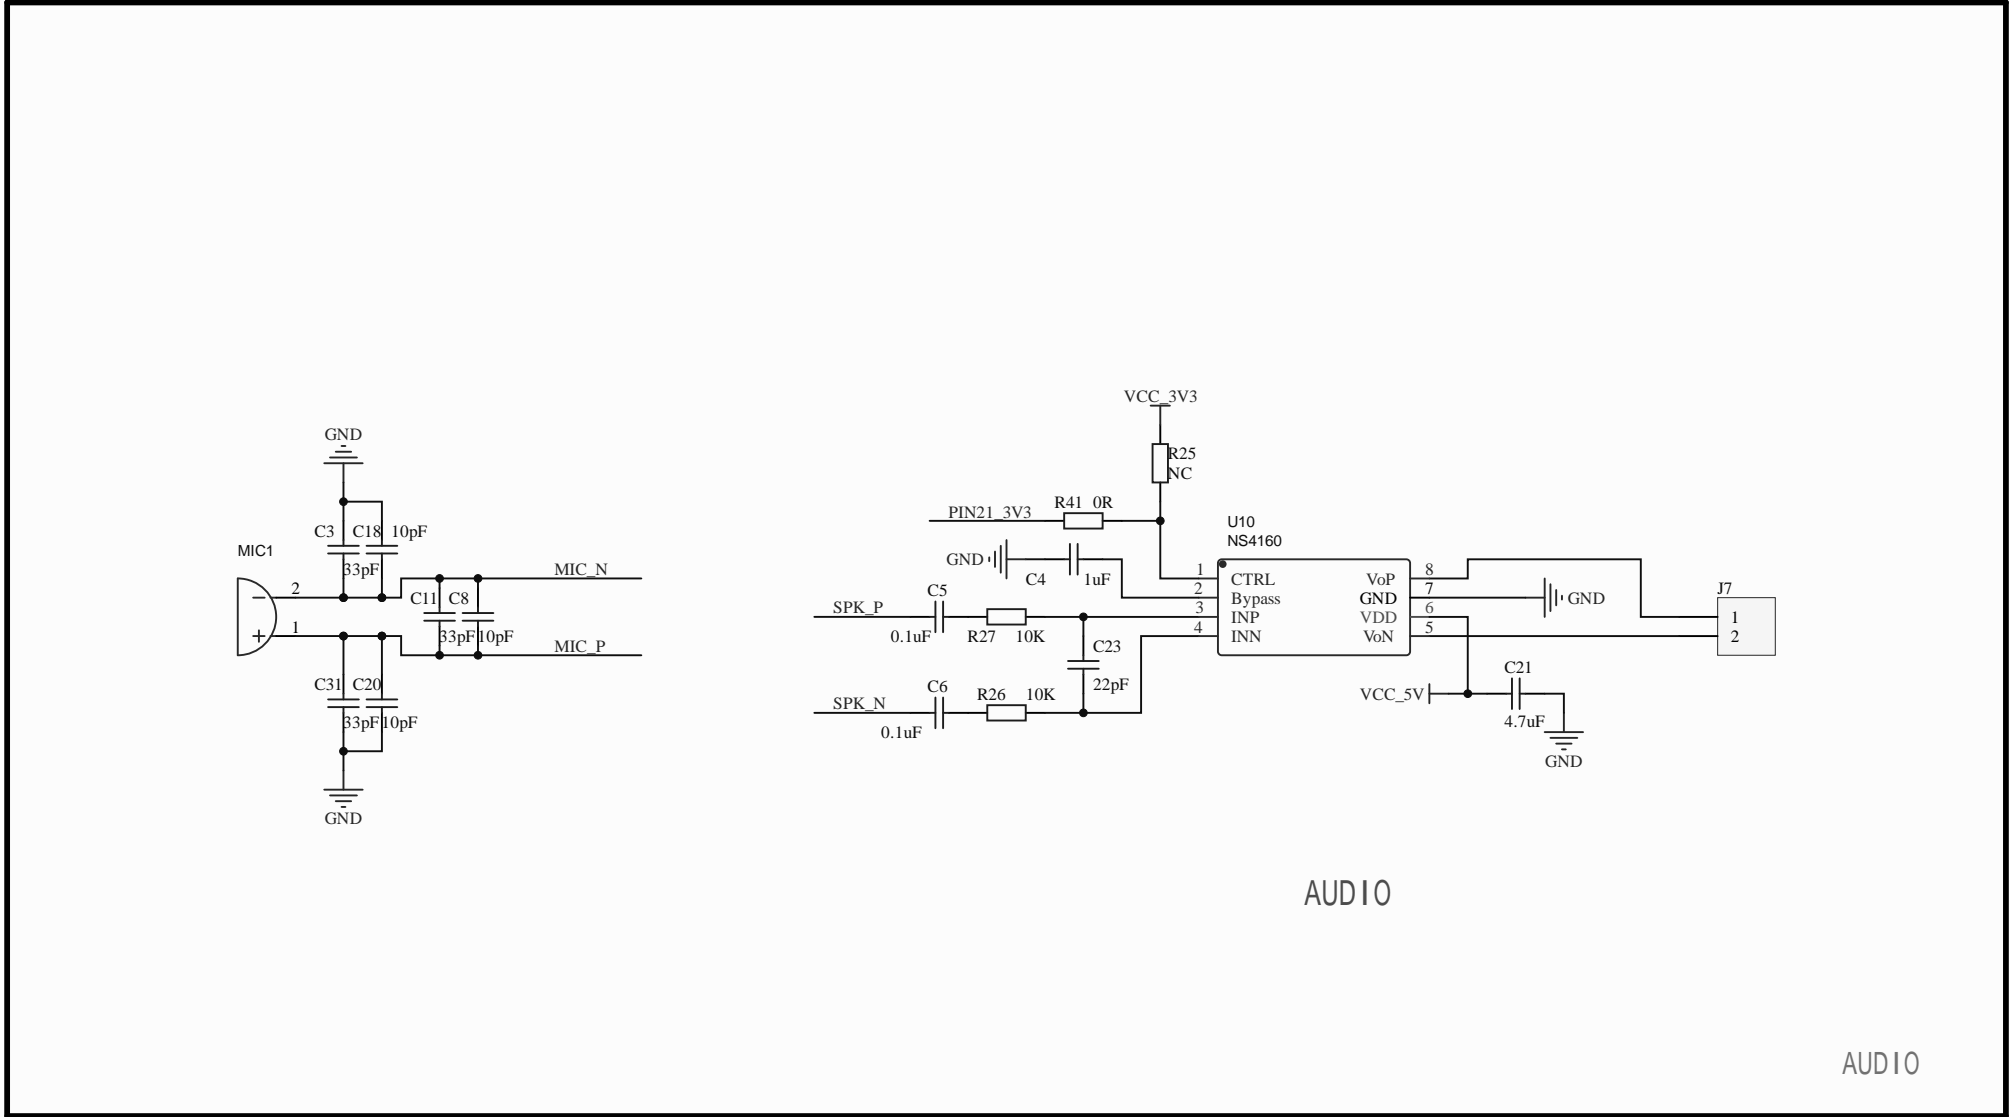 GND
C3
C18
10pF
MIC1
33pF
2
1
MIC_N
C11
C8
33pF
10pF
MIC_P
C31
C20
33pF
10pF
GND
VCC_3V3
R25
NC
PIN21_3V3
R41
0R
GND
C4
1uF
SPK_P
C5
0.1uF
R27
10K
C23
22pF
SPK_N
C6
0.1uF
R26
10K
U10
NS4160
1
CTRL
2
Bypass
3
INP
4
INN
VoP
8
GND
7
VDD
6
VoN
5
GND
J7
1
2
VCC_5V
C21
4.7uF
GND
AUDIO
AUDIO